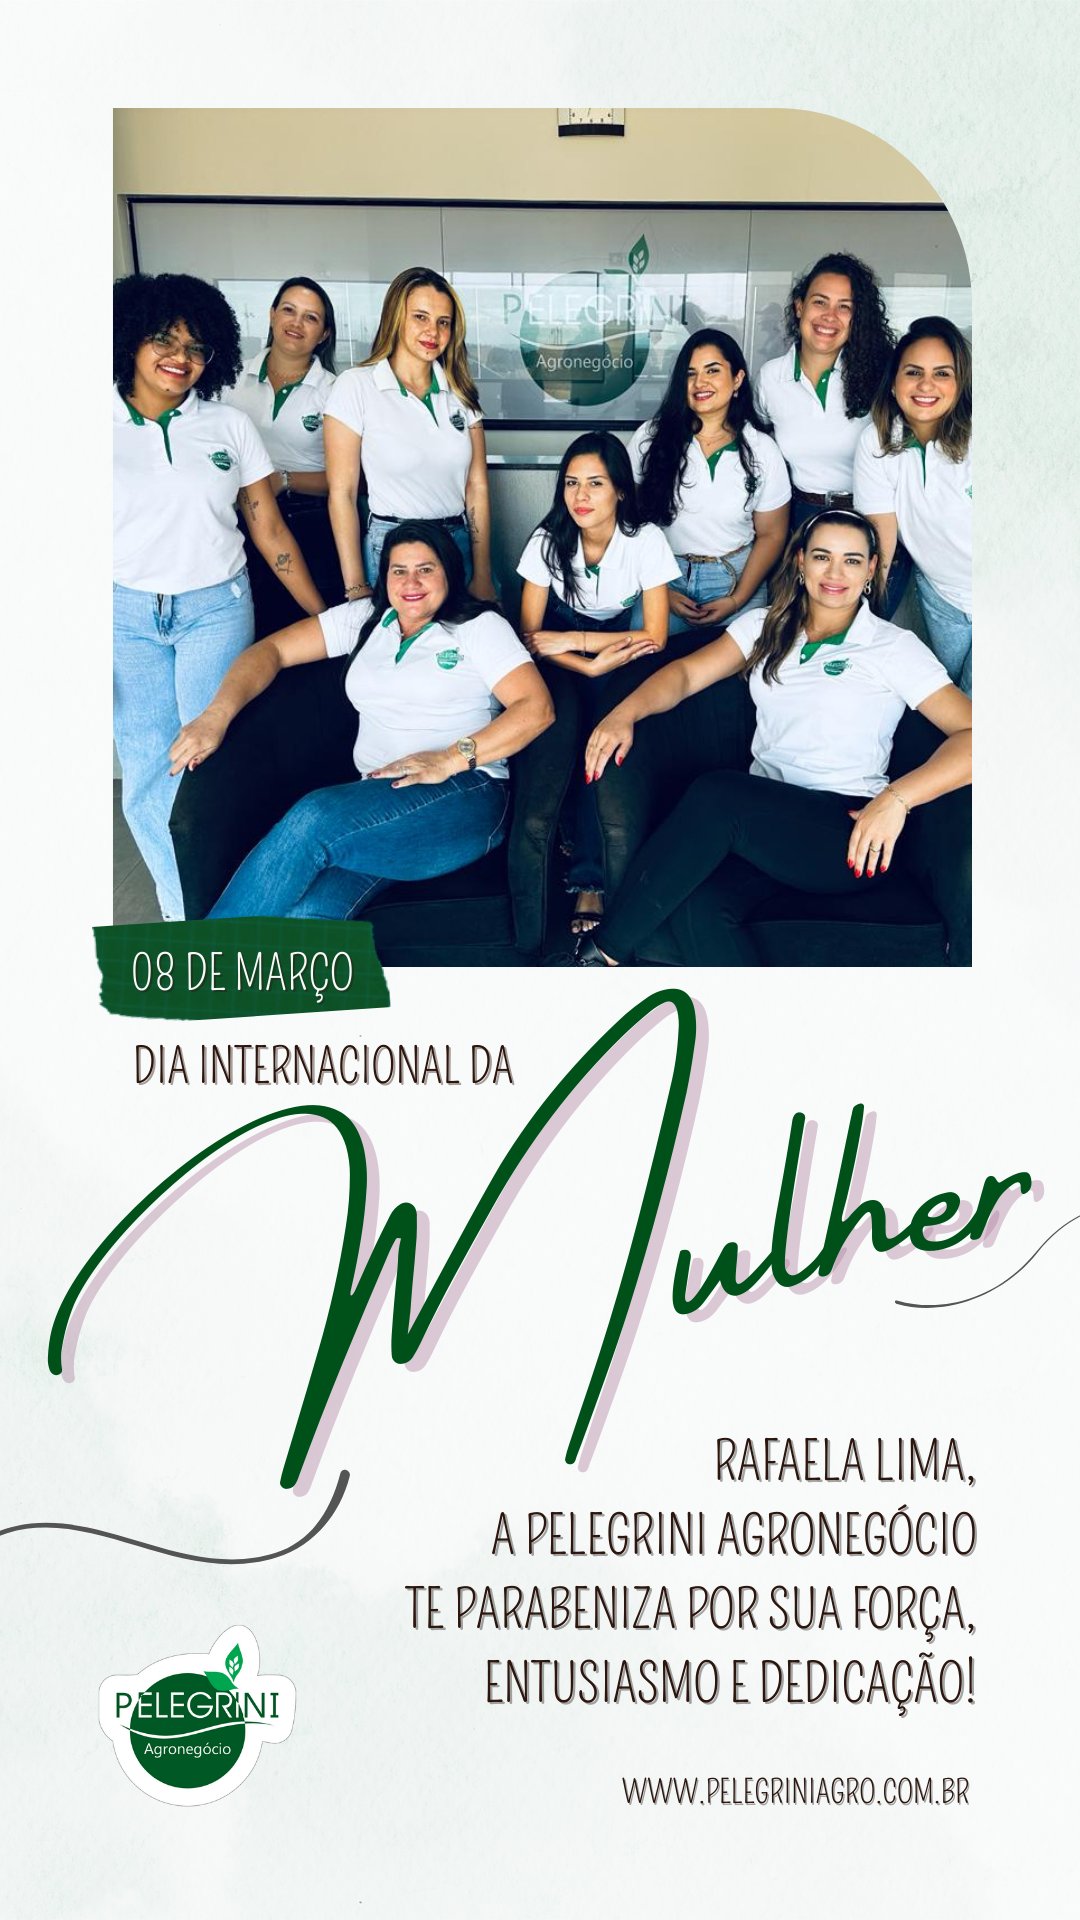 PELEGRINI
Agronegócio
08 DE MARÇO
DIA INTERNACIONAL DA
Mulher
RAFAELA LIMA,
A PELEGRINI AGRONEGÓCIO
TE PARABENIZA POR SUA FORÇA,
ENTUSIASMO E DEDICAÇÃO!
PELEGRINI
Agronegócio
WWW.PELEGRINIAGRO.COM.BR